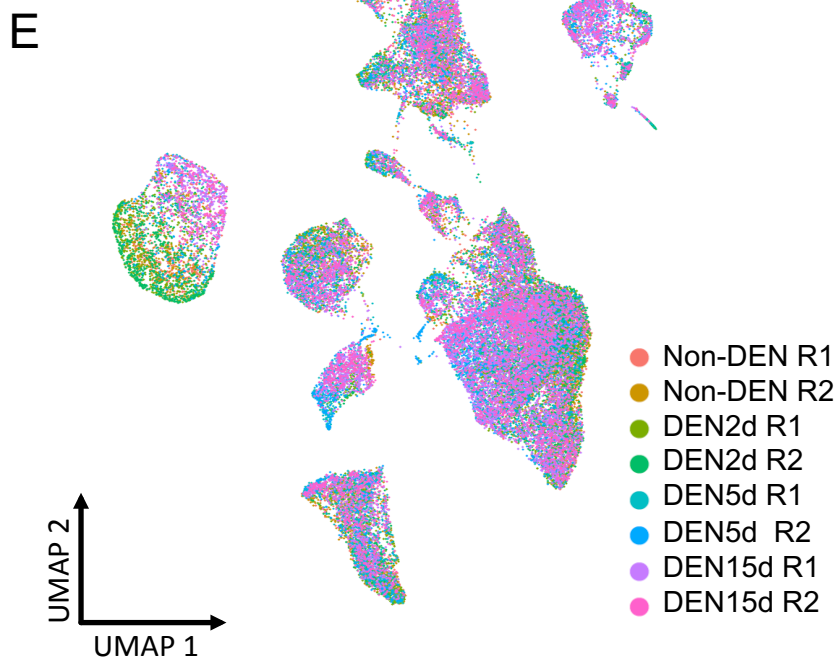 E
Non-DEN R1
Non-DEN R2
DEN2d R1
DEN2d R2
DEN5d R1
DEN5d  R2
DEN15d R1
DEN15d R2
UMAP 2
UMAP 1